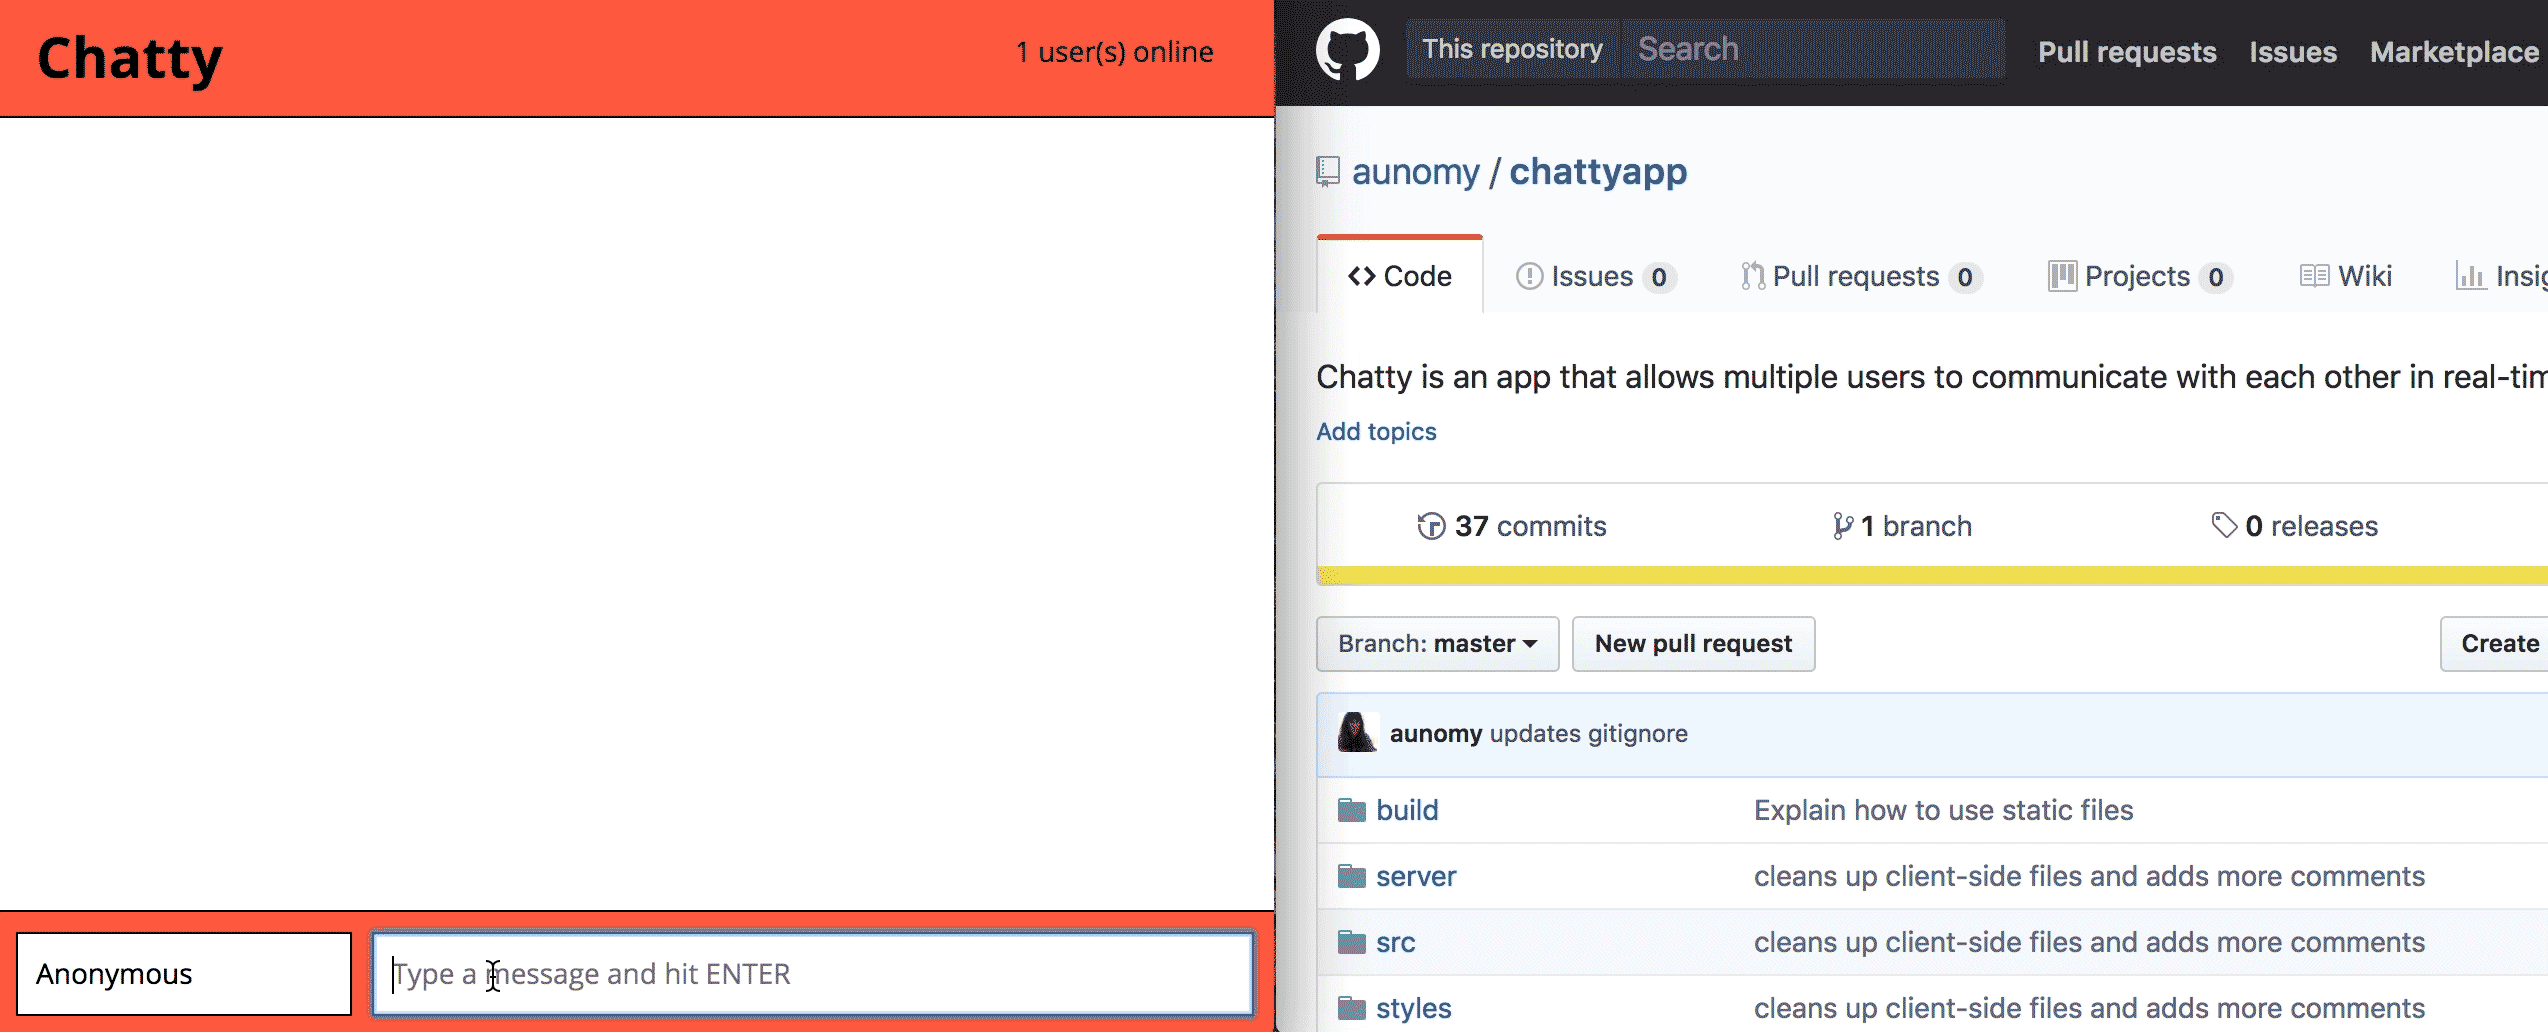 Chatty
1 user(s) online
Anonymous
Type a message and hit ENTER
This repository Search Pull requests Issues Marketplace
aunomy / chattyapp
Code Issues 0 Pull requests 0 Projects 0 Wiki Insig
Chatty is an app that allows multiple users to communicate with each other in real-tim
Add topics
37 commits 1 branch 0 releases
Branch: master New pull request Create
aunomy updates gitignore
build Explain how to use static files
server cleans up client-side files and adds more comments
src cleans up client-side files and adds more comments
styles cleans up client-side files and adds more comments